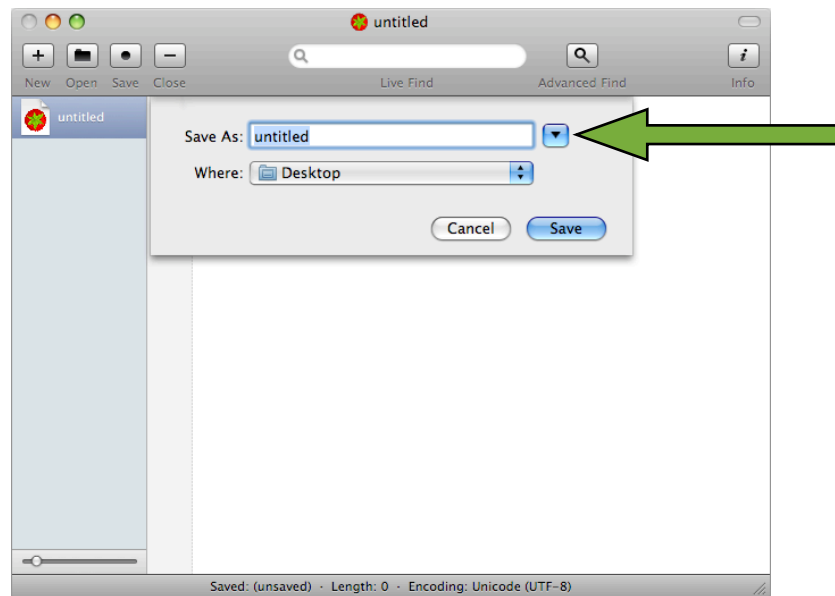 untitled
New Open Save Close Live Find Advanced Find Info
untitled
Save As: untitled
Where: Desktop
Cancel Save
Saved: (unsaved) · Length: 0 · Encoding: Unicode (UTF-8)